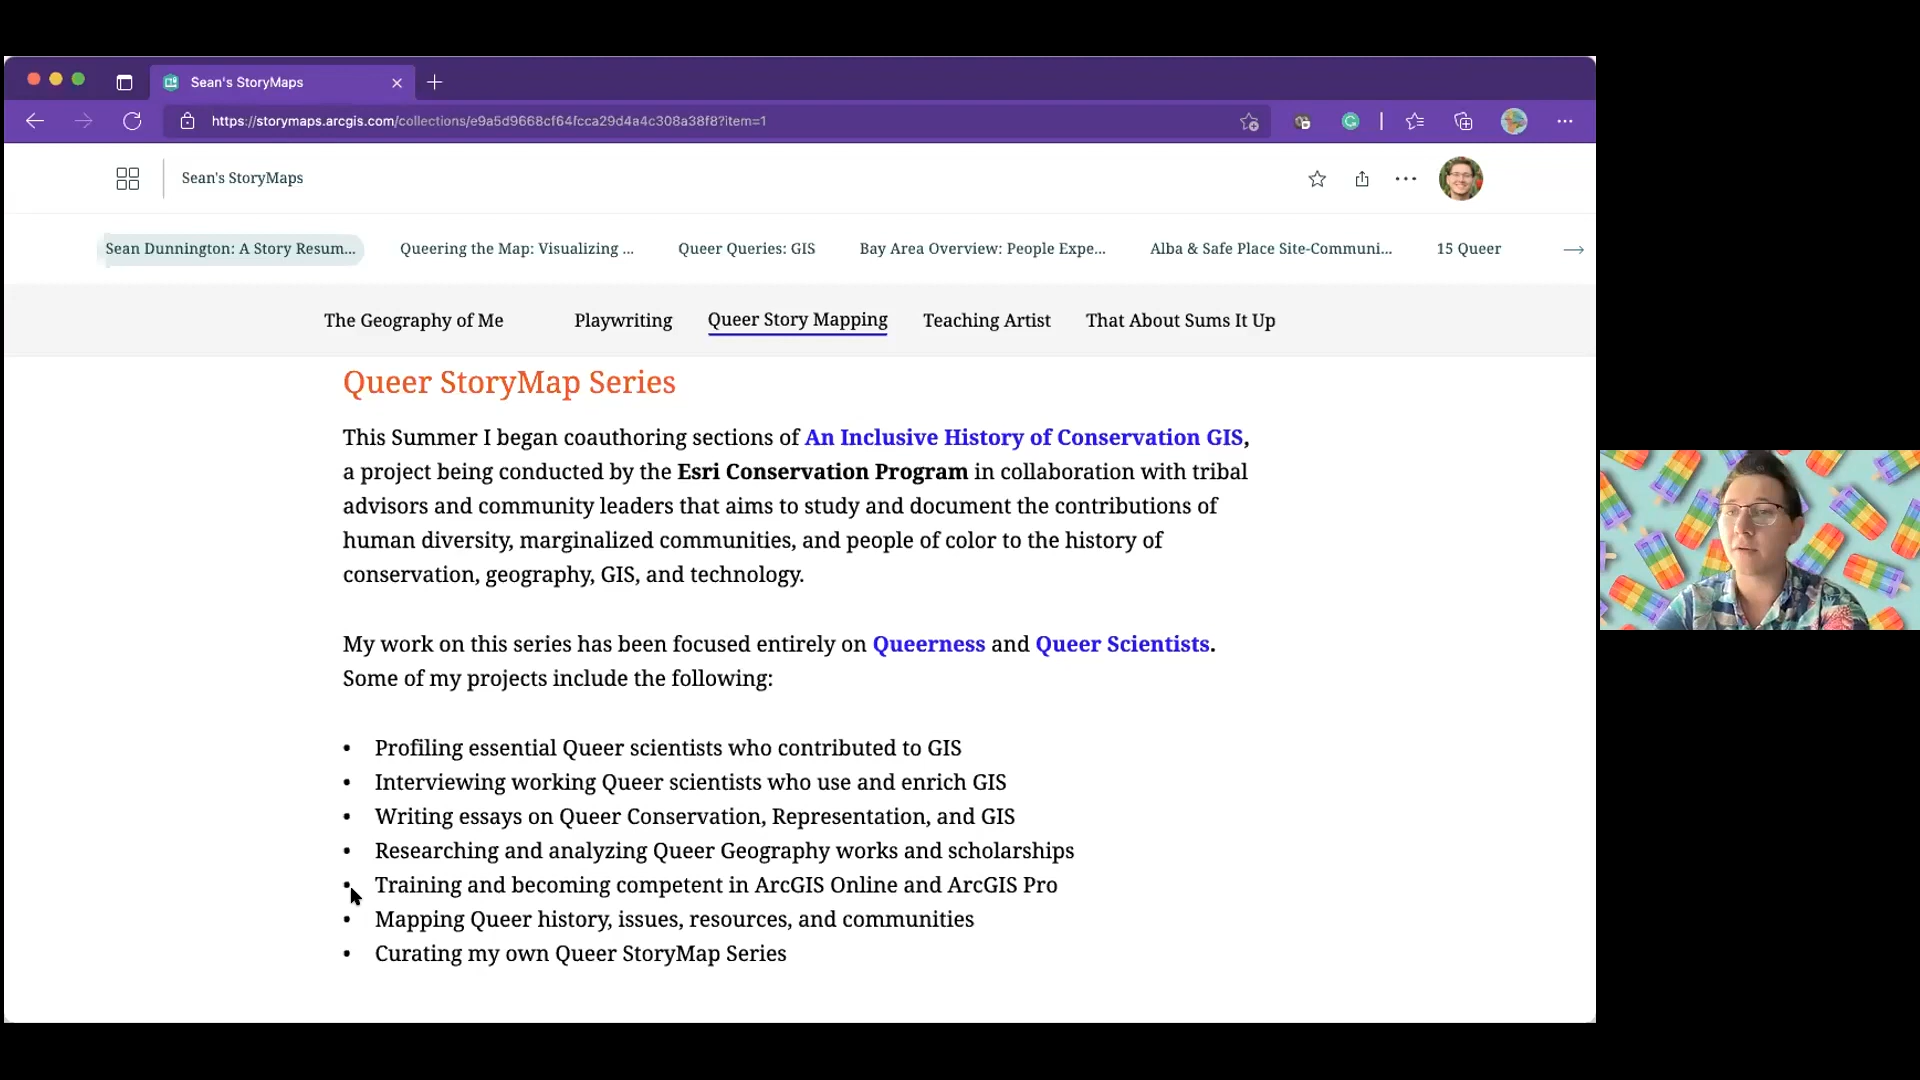 Sean's StoryMaps
https://storymaps.arcgis.com/collections/e9a5d9668cf64fcca29d4a4c308a38f8?item=1
Sean's StoryMaps
Sean Dunnington: A Story Resum... Queering the Map: Visualizing ... Queer Queries: GIS Bay Area Overview: People Expe... Alba & Safe Place Site-Communi... 15 Queer
The Geography of Me Playwriting Queer Story Mapping Teaching Artist That About Sums It Up
Queer StoryMap Series
This Summer I began coauthoring sections of An Inclusive History of Conservation GIS,
a project being conducted by the Esri Conservation Program in collaboration with tribal
advisors and community leaders that aims to study and document the contributions of
human diversity, marginalized communities, and people of color to the history of
conservation, geography, GIS, and technology.
My work on this series has been focused entirely on Queerness and Queer Scientists.
Some of my projects include the following:
• Profiling essential Queer scientists who contributed to GIS
• Interviewing working Queer scientists who use and enrich GIS
• Writing essays on Queer Conservation, Representation, and GIS
• Researching and analyzing Queer Geography works and scholarships
• Training and becoming competent in ArcGIS Online and ArcGIS Pro
• Mapping Queer history, issues, resources, and communities
• Curating my own Queer StoryMap Series